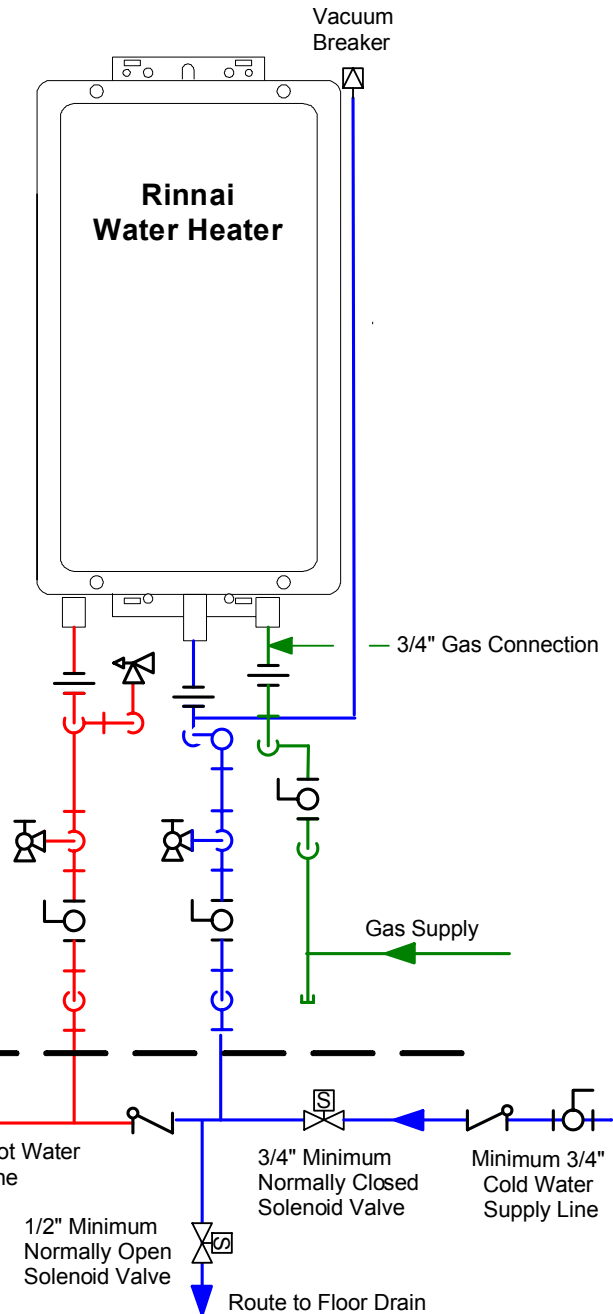 Vacuum
Breaker
Rinnai
Water Heater
3/4" Gas Connection
Gas Supply
S
ot Water
ne
3/4" Minimum
Normally Closed
Solenoid Valve
Minimum 3/4"
Cold Water
Supply Line
1/2" Minimum
Normally Open
Solenoid Valve
S
Route to Floor Drain